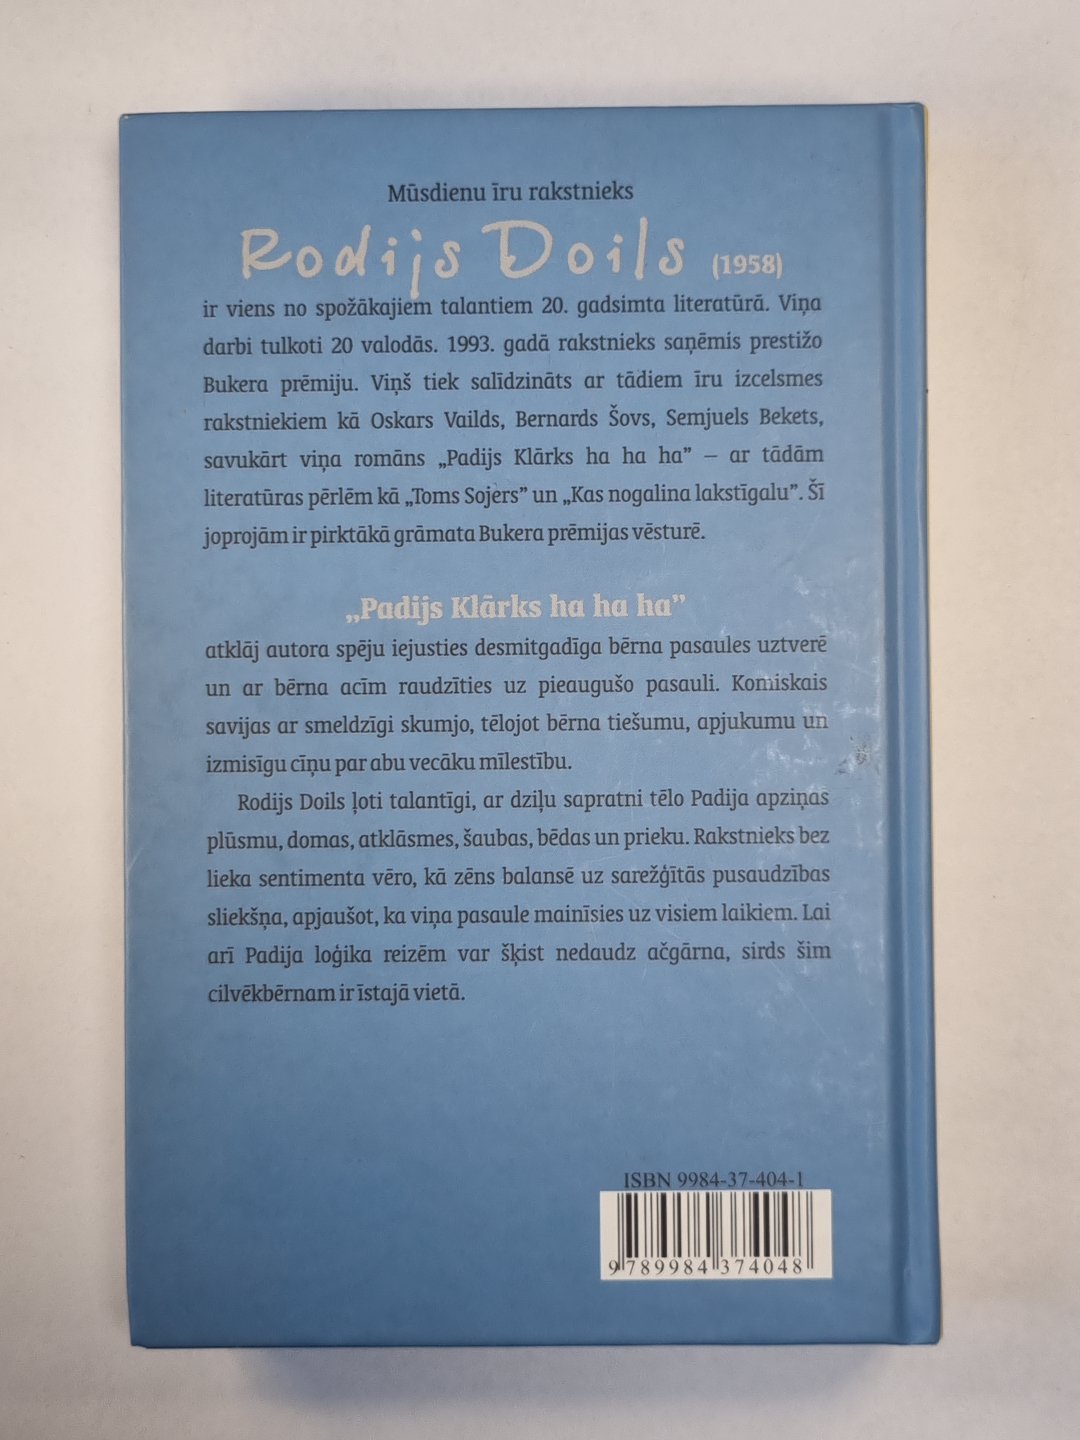 Mūsdienu īru rakstnieks
Rodijs Doils (1958)
ir viens no spožākajiem talantiem 20. gadsimta literatūrā. Viņa
darbi tulkoti 20 valodās. 1993. gadā rakstnieks saņēmis prestižo
Bukera prēmiju. Viņš tiek salīdzināts ar tādiem īru izcelsmes
rakstniekiem kā Oskars Vailds, Bernards Šovs, Semjuels Bekets,
savukārt viņa romāns „Padijs Klārks ha ha ha” – ar tādām
literatūras pērlēm kā „Toms Sojers” un „Kas nogalina lakstīgalu”. Šī
joprojām ir pirktākā grāmata Bukera prēmijas vēsturē.
„Padijs Klārks ha ha ha”
atklāj autora spēju iejusties desmitgadīga bērna pasaules uztverē
un ar bērna acīm raudzīties uz pieaugušo pasauli. Komiskais
savijas ar smeldzīgi skumjo, tēlojot bērna tiešumu, apjukumu un
izmisīgu cīņu par abu vecāku mīlestību.
Rodijs Doils ļoti talantīgi, ar dziļu sapratni tēlo Padija apziņas
plūsmu, domas, atklāsmes, šaubas, bēdas un prieku. Rakstnieks bez
lieka sentimenta vēro, kā zēns balansē uz sarežģītās pusaudzības
sliekšņa, apjaušot, ka viņa pasaule mainīsies uz visiem laikiem. Lai
arī Padija loģika reizēm var šķist nedaudz ačgārna, sirds šim
cilvēkbērnam ir īstajā vietā.
ISBN 9984-37-404-1
9 789984 374048